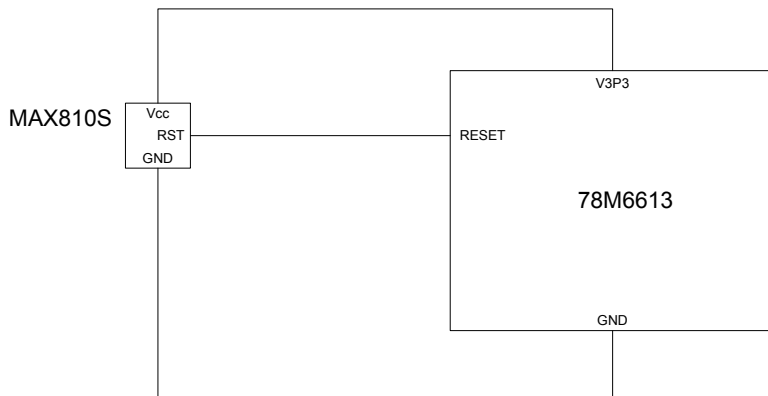 V3P3
MAX810S
Vcc
RST
GND
RESET
78M6613
GND